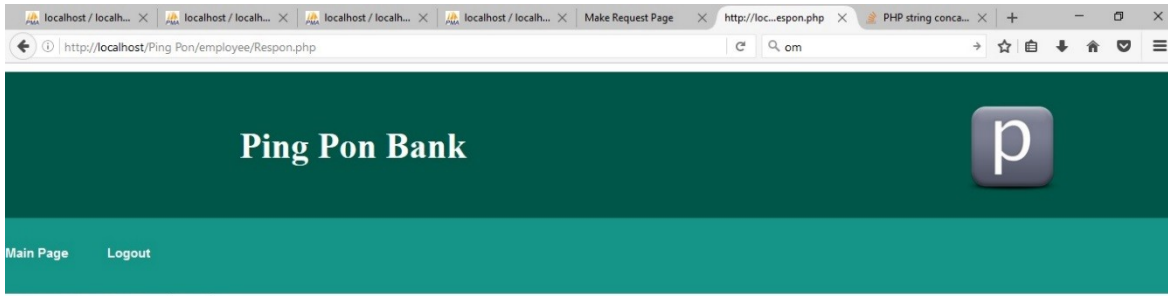 localhost / localh...
localhost / localh...
localhost / localh...
localhost / localh...
Make Request Page
http://loc...espon.php
PHP string conca...
http://localhost/Ping Pon/employee/Respon.php
om
Ping Pon Bank
p
Main Page Logout